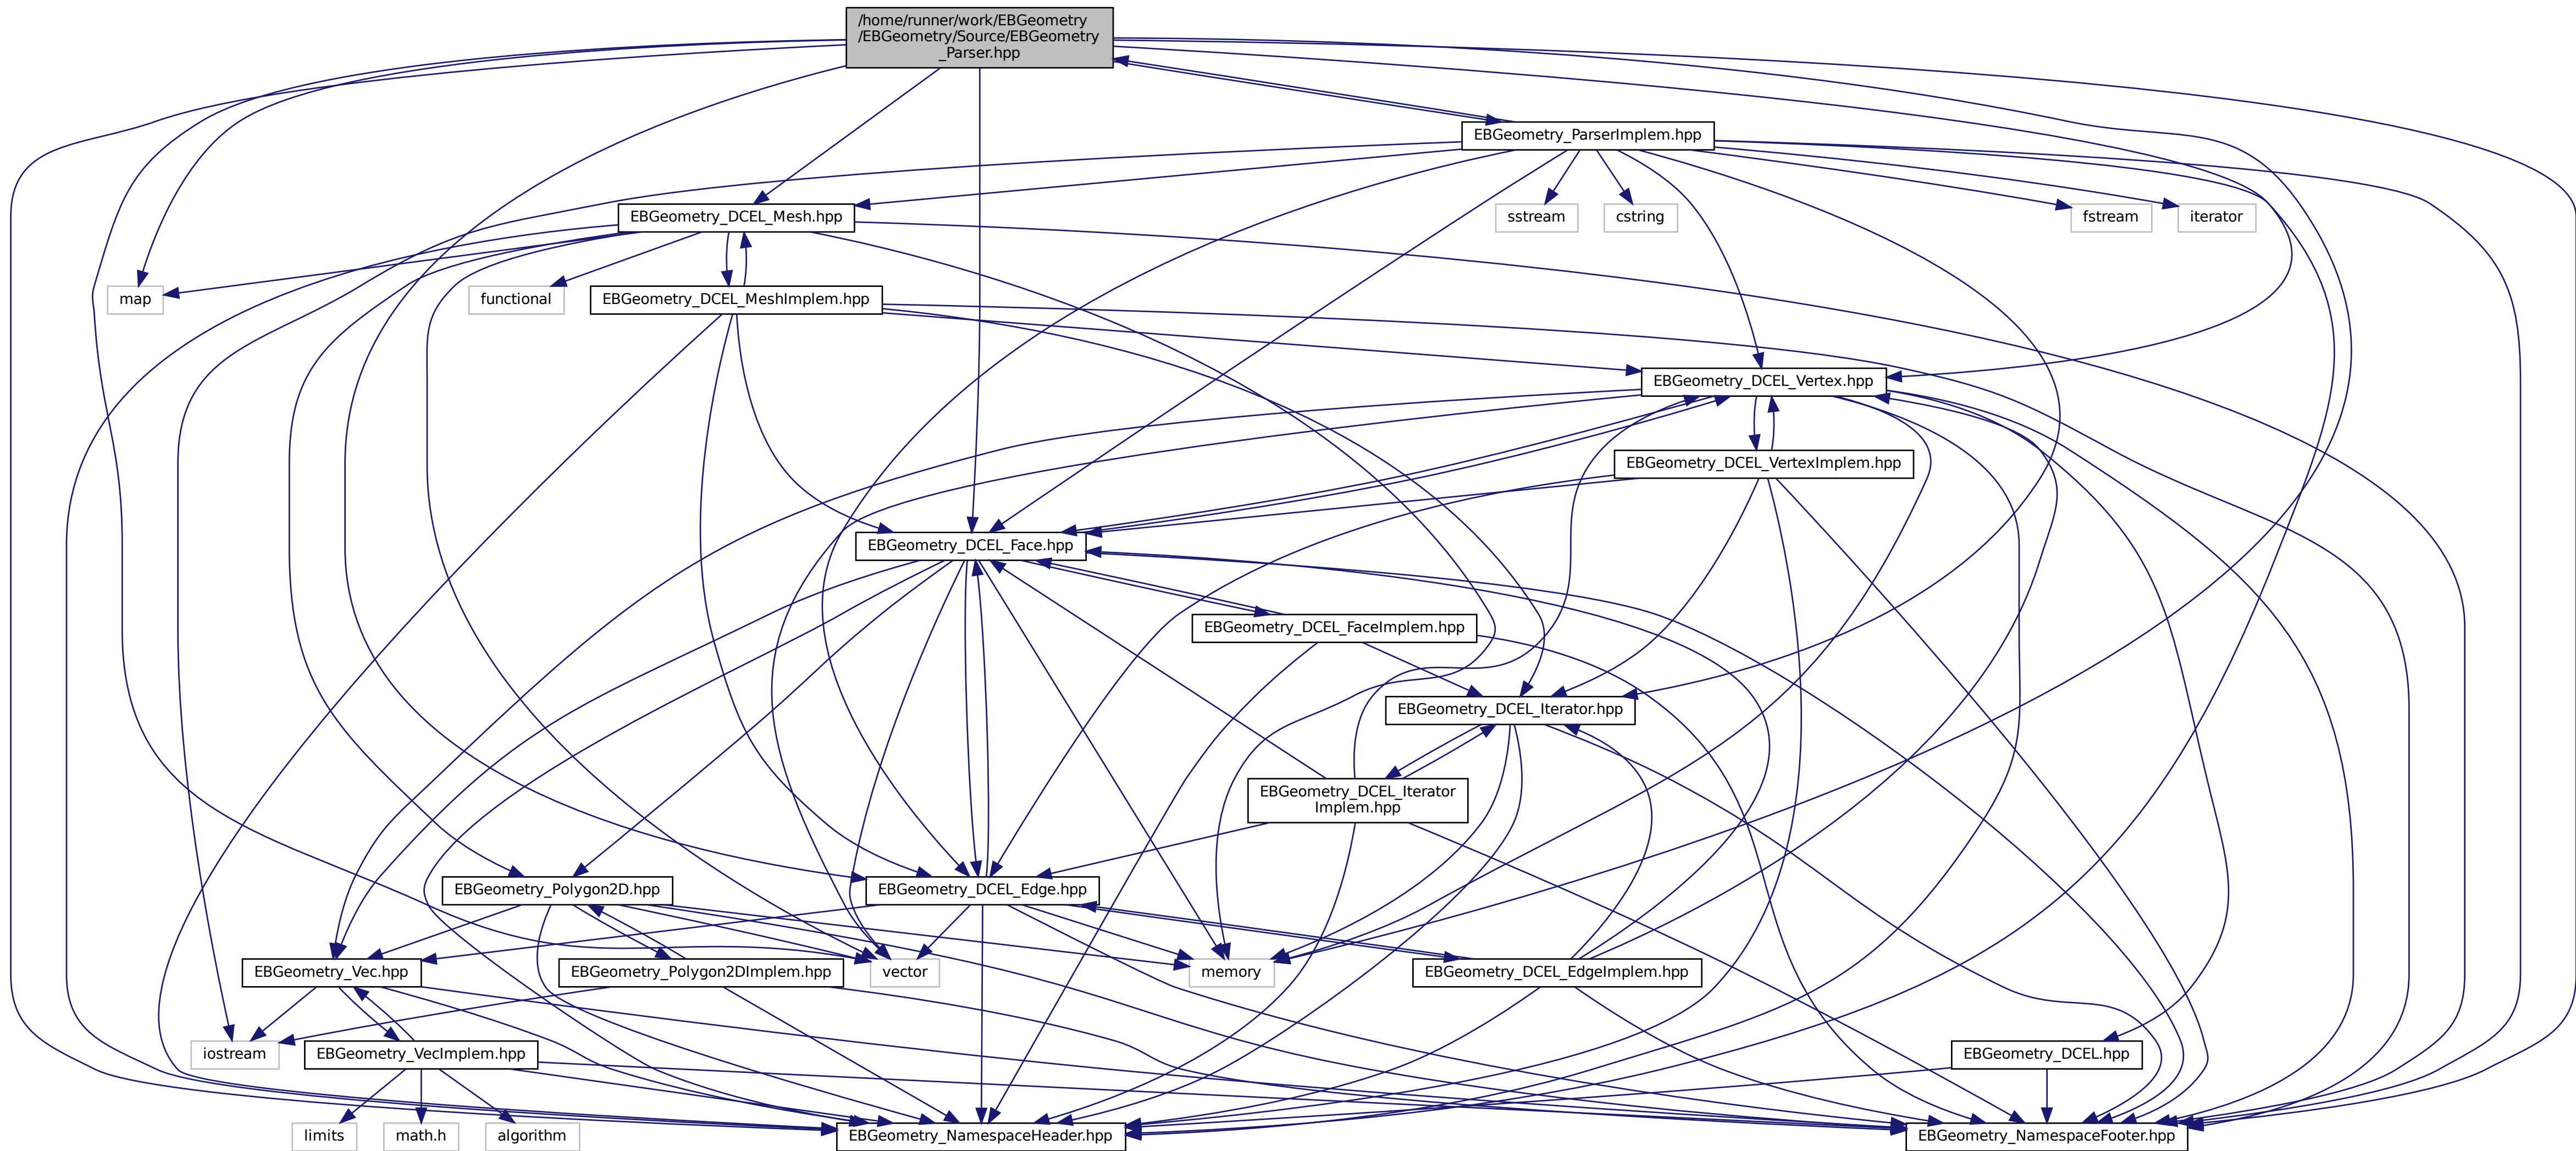 /home/runner/work/EBGeometry
/EBGeometry/Source/EBGeometry
_Parser.hpp
EBGeometry_ParserImplem.hpp
EBGeometry_DCEL_Mesh.hpp
sstream
cstring
fstream
iterator
map
functional
EBGeometry_DCEL_MeshImplem.hpp
EBGeometry_DCEL_Vertex.hpp
EBGeometry_DCEL_VertexImplem.hpp
EBGeometry_DCEL_Face.hpp
EBGeometry_DCEL_FaceImplem.hpp
EBGeometry_DCEL_Iterator.hpp
EBGeometry_DCEL_Iterator
Implem.hpp
EBGeometry_Polygon2D.hpp
EBGeometry_DCEL_Edge.hpp
EBGeometry_Vec.hpp
EBGeometry_Polygon2DImplem.hpp
vector
memory
EBGeometry_DCEL_EdgeImplem.hpp
iostream
EBGeometry_VecImplem.hpp
EBGeometry_DCEL.hpp
limits
math.h
algorithm
EBGeometry_NamespaceHeader.hpp
EBGeometry_NamespaceFooter.hpp